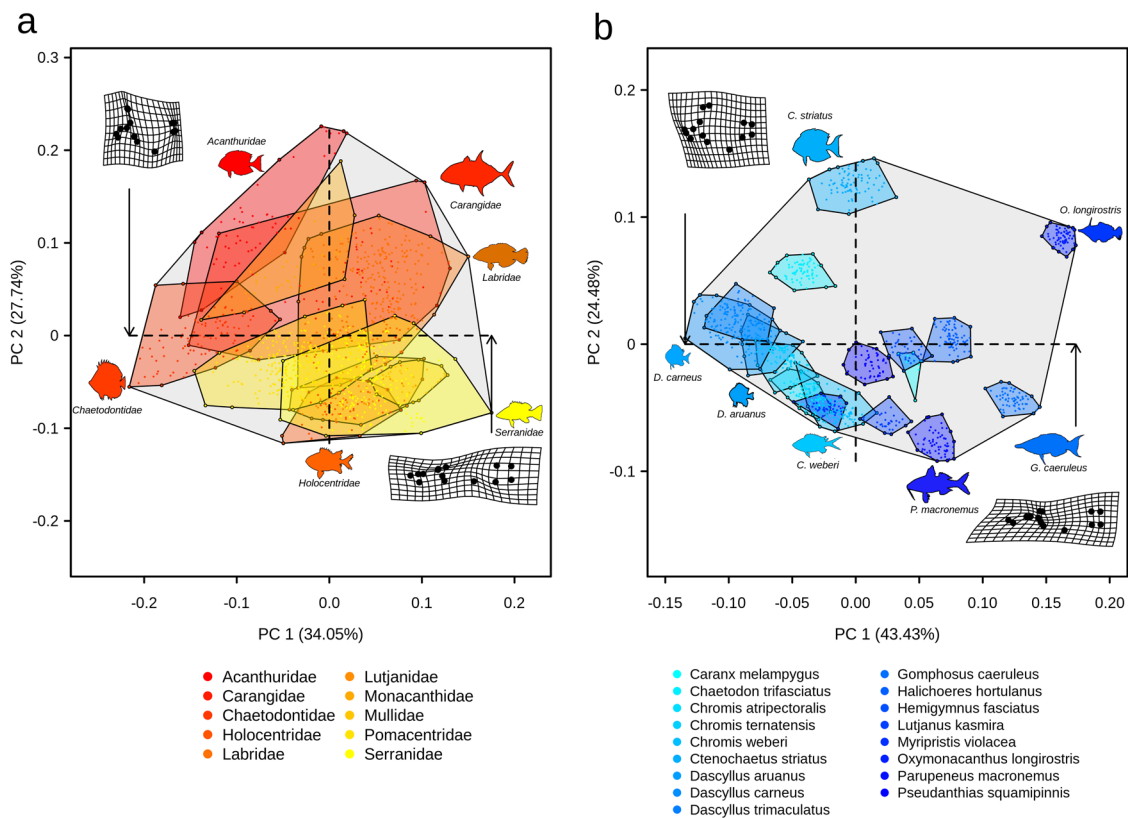 a
0.3
0.2
0.1
0
-0.1
-0.2
PC 2 (27.74%)
Acanthuridae
Carangidae
Labridae
Chaetodontidae
Serranidae
Holocentridae
-0.2
-0.1
0.0
0.1
0.2
PC 1 (34.05%)
Acanthuridae
Carangidae
Chaetodontidae
Holocentridae
Labridae
Lutjanidae
Monacanthidae
Mullidae
Pomacentridae
Serranidae
b
0.2
0.1
0
-0.1
PC 2 (24.48%)
C. striatus
O. longirostris
D. carneus
D. aruanus
C. weberi
G. caeruleus
P. macronemus
-0.15
-0.10
-0.05
0.00
0.05
0.10
0.15
0.20
PC 1 (43.43%)
Caranx melampygus
Chaetodon trifasciatus
Chromis atripectoralis
Chromis ternatensis
Chromis weberi
Ctenochaetus striatus
Dascyllus aruanus
Dascyllus carneus
Dascyllus trimaculatus
Gomphosus caeruleus
Halichoeres hortulanus
Hemigymnus fasciatus
Lutjanus kasmira
Myripristis violacea
Oxymonacanthus longirostris
Parupeneus macronemus
Pseudanthias squamipinnis